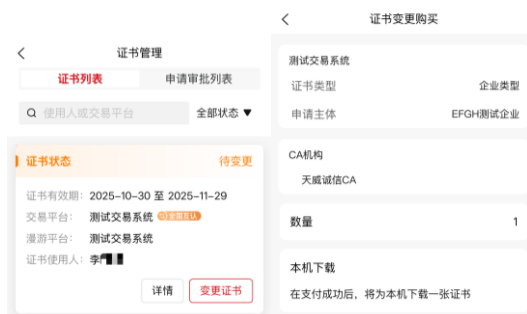 证书管理
证书列表 申请审批列表
使用人或交易平台 全部状态 ▼
证书状态 待变更
证书有效期: 2025-10-30 至 2025-11-29
交易平台: 测试交易系统 全国互认
漫游平台: 测试交易系统
证书使用人: 李
详情 变更证书
证书变更购买
测试交易系统
证书类型 企业类型
申请主体 EFGH测试企业
CA机构
天威诚信CA
数量 1
本机下载
在支付成功后，将为本机下载一张证书